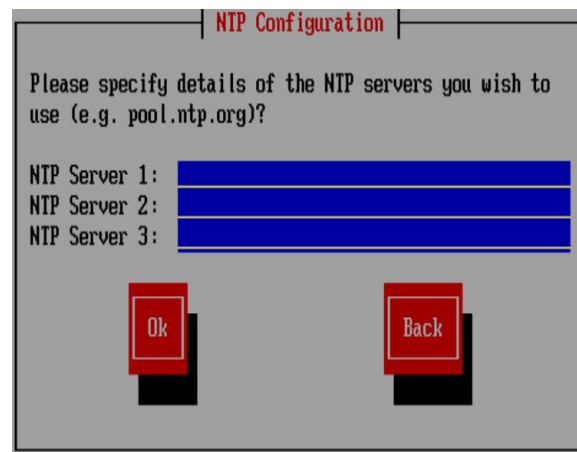 NTP Configuration
Please specify details of the NTP servers you wish to
use (e.g. pool.ntp.org)?
NTP Server 1:
NTP Server 2:
NTP Server 3:
Ok Back